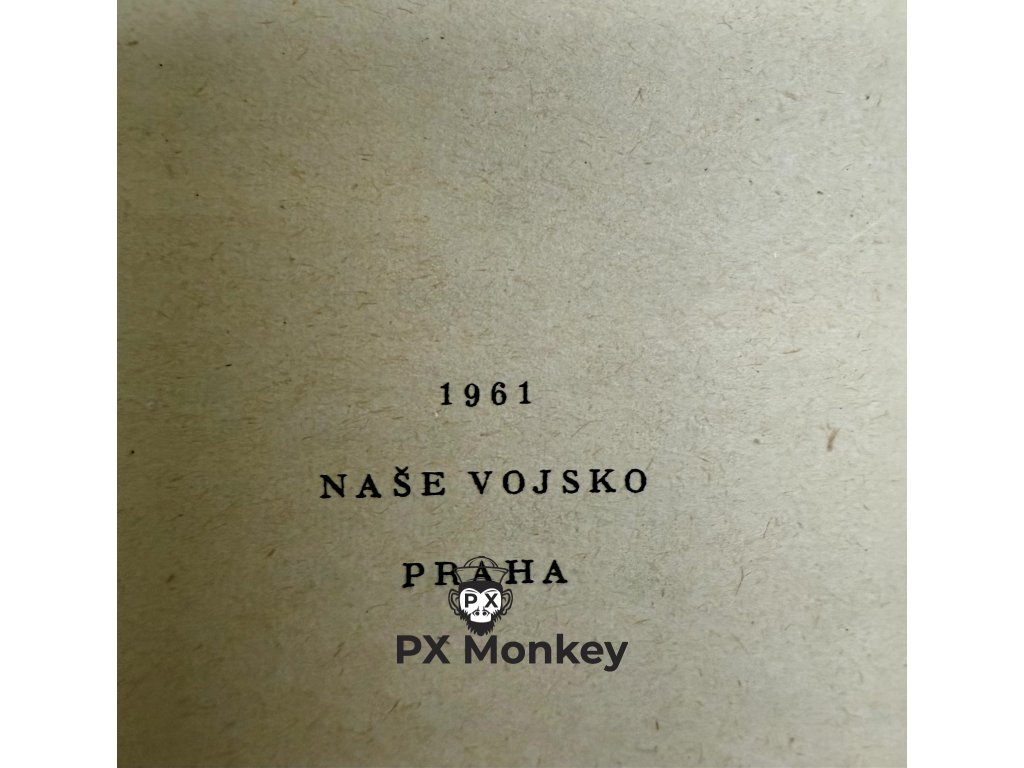 1961
NAŠE VOJSKO
PRAHA
PX
PX Monkey